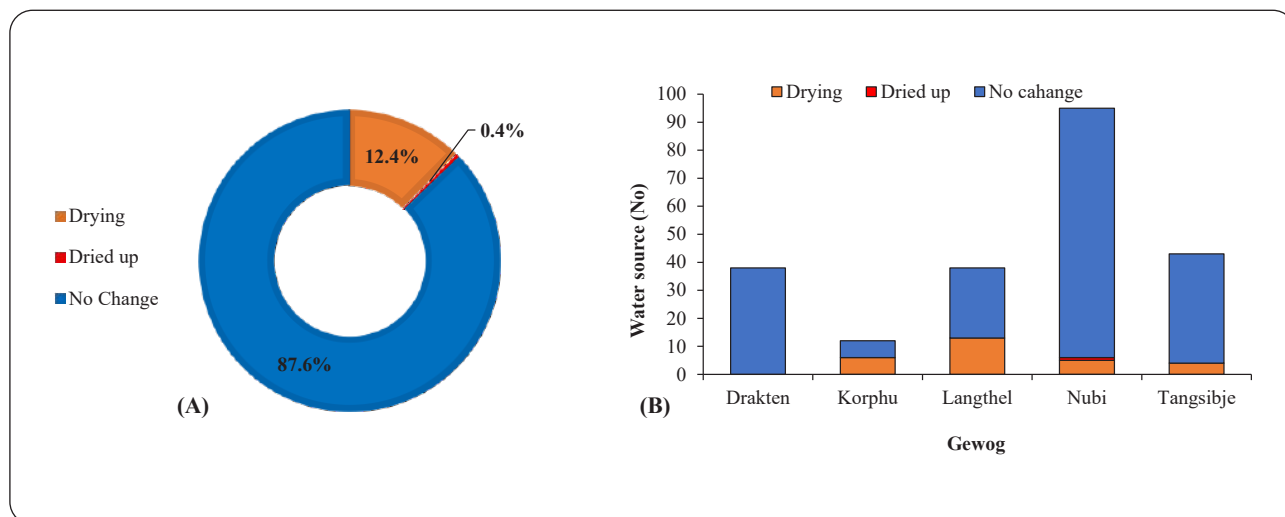 12.4%
0.4%
87.6%
Drying
Dried up
No Change
(A)
Drying Dried up No cahange
100
90
80
70
60
50
40
30
20
10
0
Water source (No)
Drakten Korphu Langthel Nubi Tangsibje
(B)
Gewog